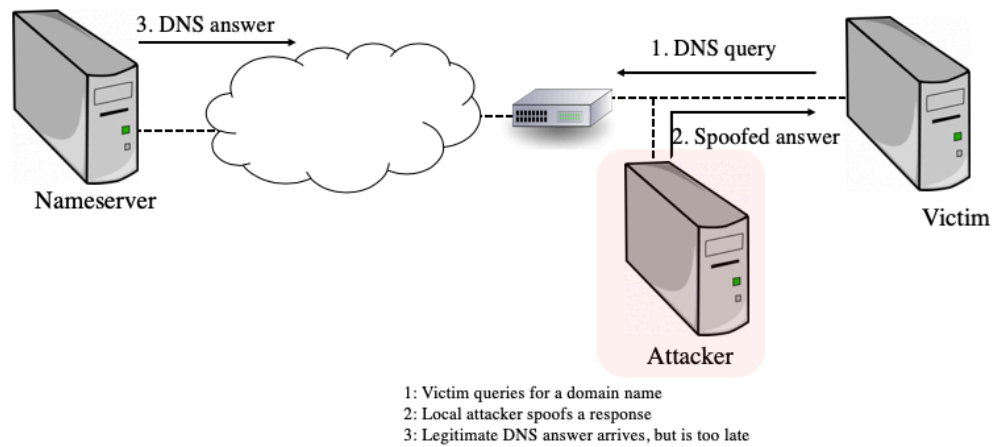 3. DNS answer
1. DNS query
2. Spoofed answer
Nameserver
Victim
Attacker
1: Victim queries for a domain name
2: Local attacker spoofs a response
3: Legitimate DNS answer arrives, but is too late